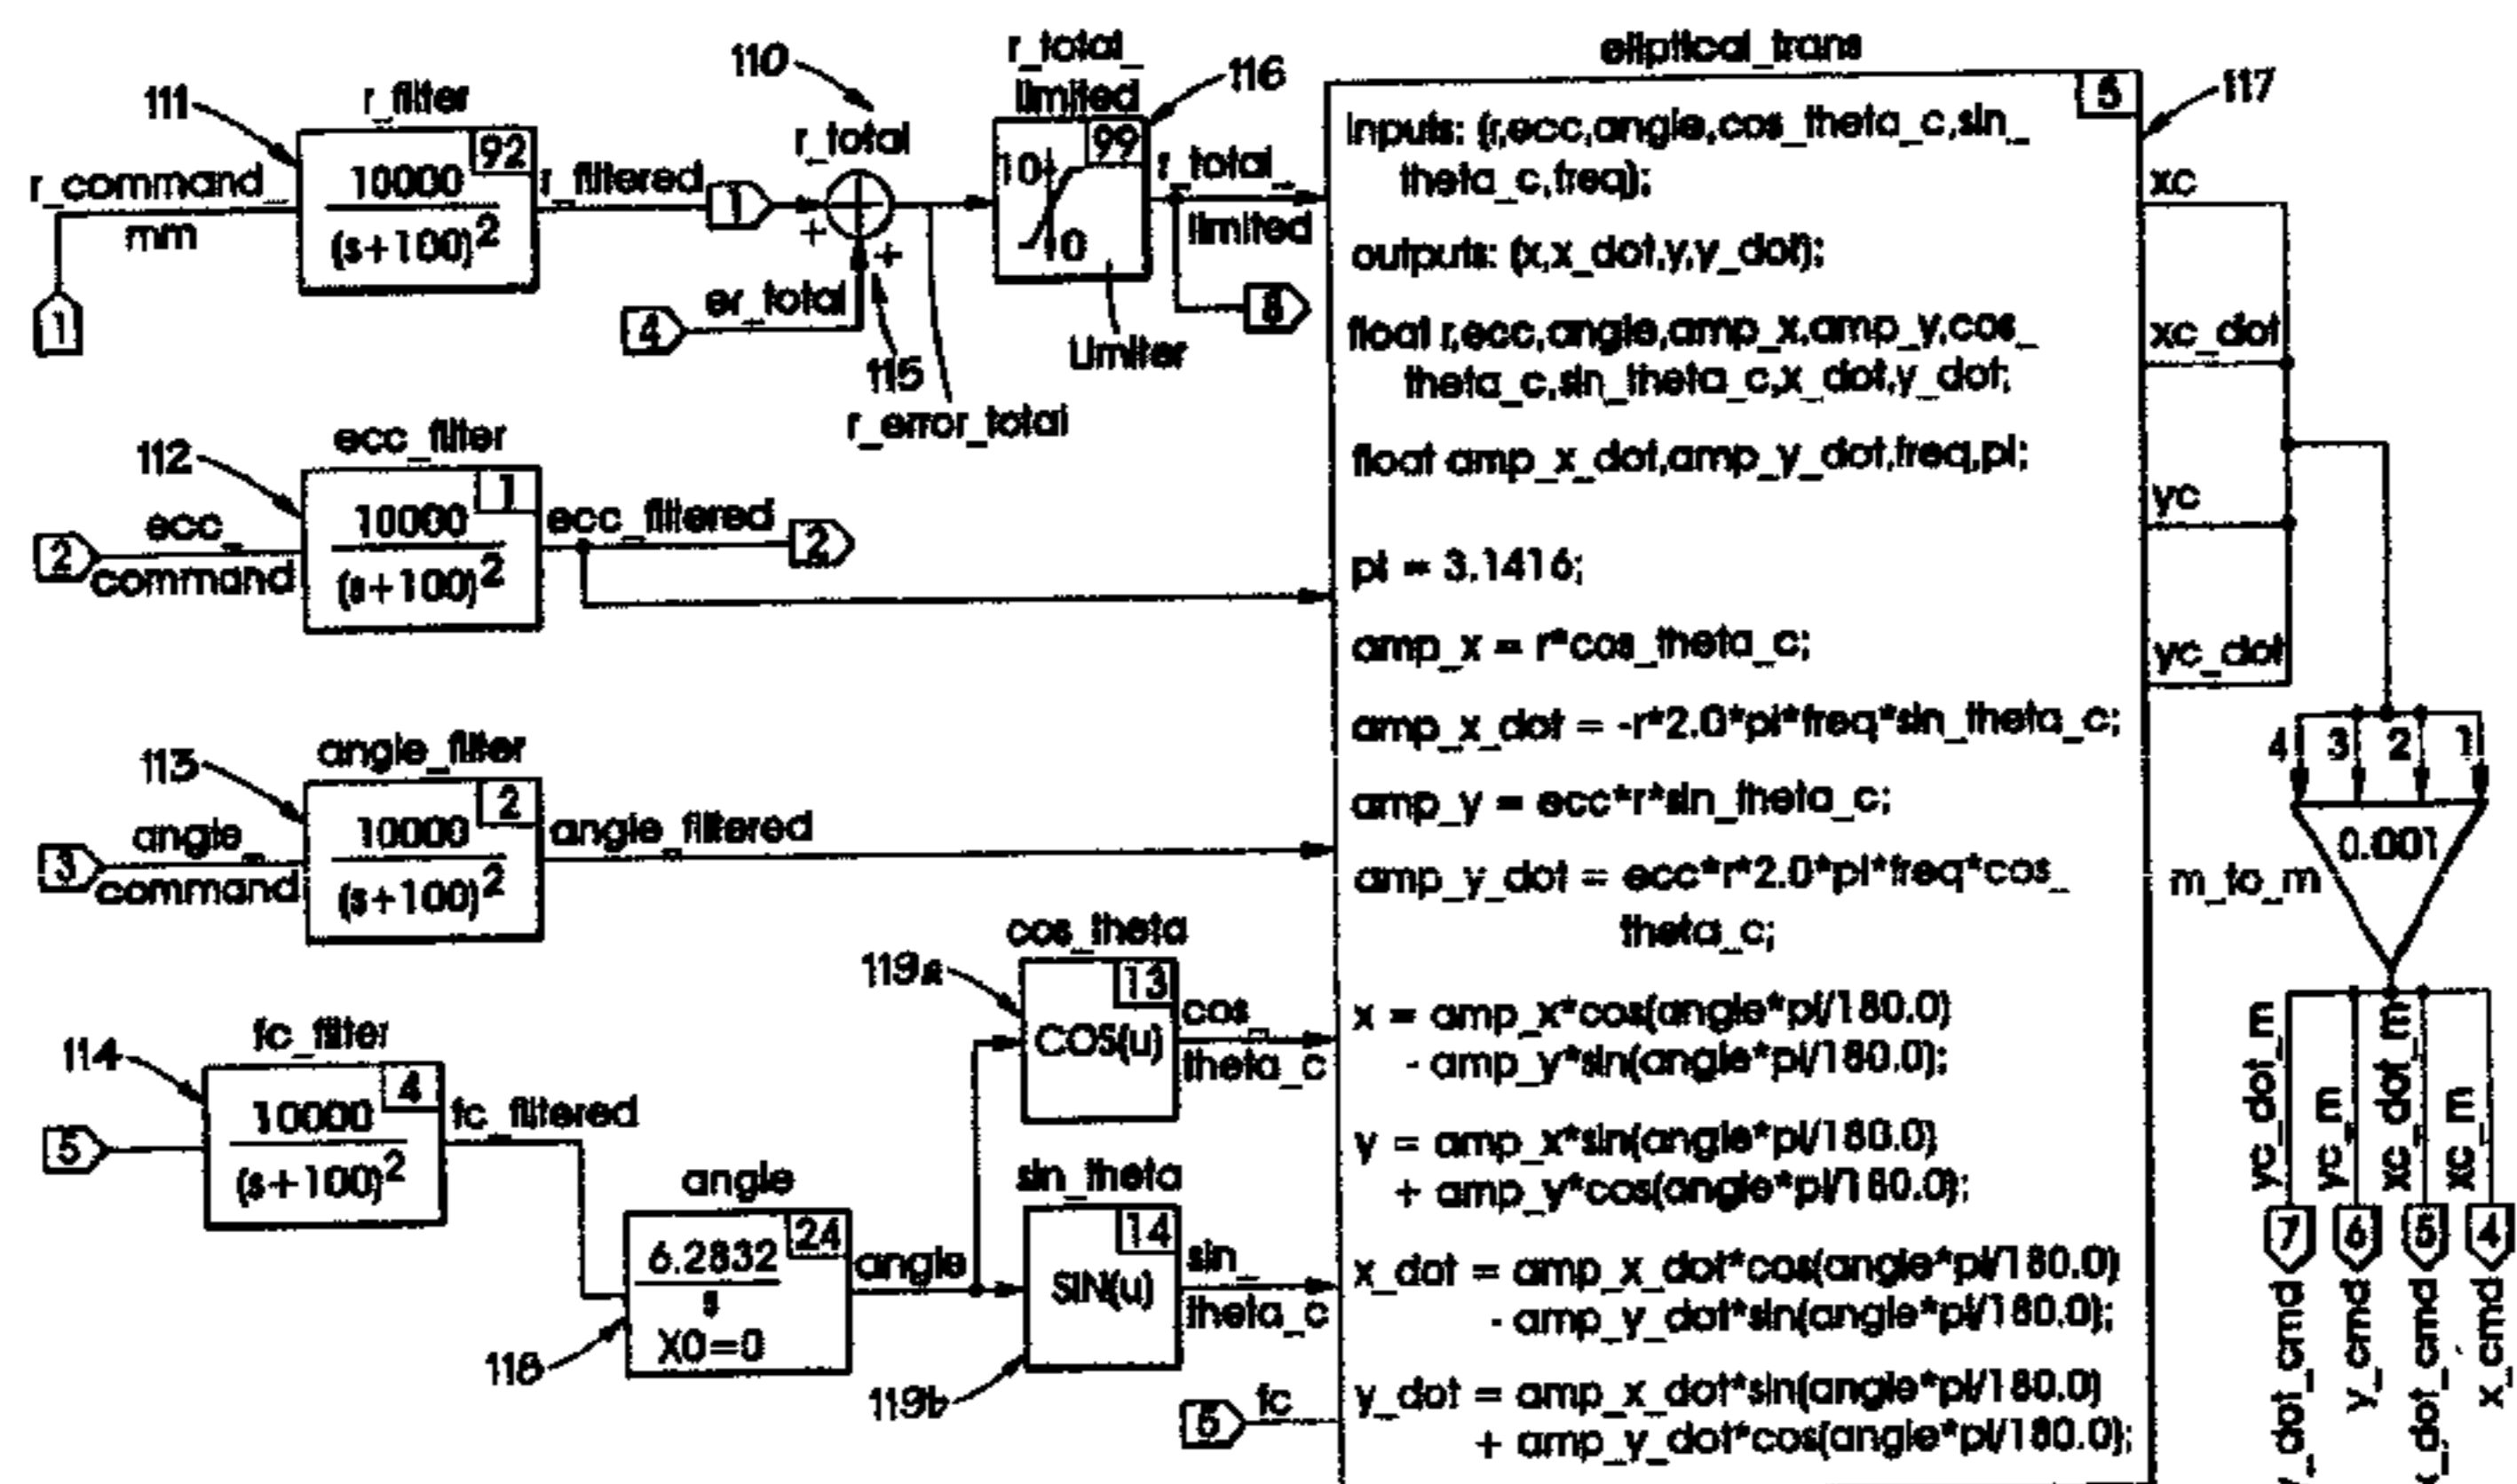 110
r_total_
limited
116
eliptical_trans
5
117
111
r_filter
92
10000
(s+100)2
r_command_
mm
1
r_filtered
1
r_total
+
+
er_total
4
115
r_error_total
99
10
0
Limiter
r_total_
limited
8
inputs: (r,ecc,angle,cos_theta_c,sin_
theta_c,freq);
outputs: (x,x_dot,y,y_dot);
float r,ecc,angle,amp_x,amp_y,cos_
theta_c,sin_theta_c,x_dot,y_dot;
float amp_x_dot,amp_y_dot,freq,pi;
pi = 3.1416;
amp_x = r*cos_theta_c;
amp_x_dot = -r*2.0*pi*freq*sin_theta_c;
amp_y = ecc*r*sin_theta_c;
amp_y_dot = ecc*r*2.0*pi*freq*cos_
theta_c;
x = amp_x*cos(angle*pi/180.0)
- amp_y*sin(angle*pi/180.0);
y = amp_x*sin(angle*pi/180.0)
+ amp_y*cos(angle*pi/180.0);
x_dot = amp_x_dot*cos(angle*pi/180.0)
- amp_y_dot*sin(angle*pi/180.0);
y_dot = amp_x_dot*sin(angle*pi/180.0)
+ amp_y_dot*cos(angle*pi/180.0);
112
ecc_filter
1
10000
(s+100)2
2
ecc_
command
ecc_filtered
2
113
angle_filter
2
10000
(s+100)2
3
angle_
command
angle_filtered
114
fc_filter
4
10000
(s+100)2
5
fc_filtered
angle
24
6.2832
s
X0=0
118
angle
cos_theta
119a
13
COS(u)
cos_
theta_c
sin_theta
14
SIN(u)
119b
sin_
theta_c
5
fc
xc
xc_dot
yc
yc_dot
4 3 2 1
0.001
m_to_m
yc_dot_m
yc_m
xc_dot_m
xc_m
7
6
5
4
y_dot_cmd
y_cmd
x_dot_cmd
x_cmd